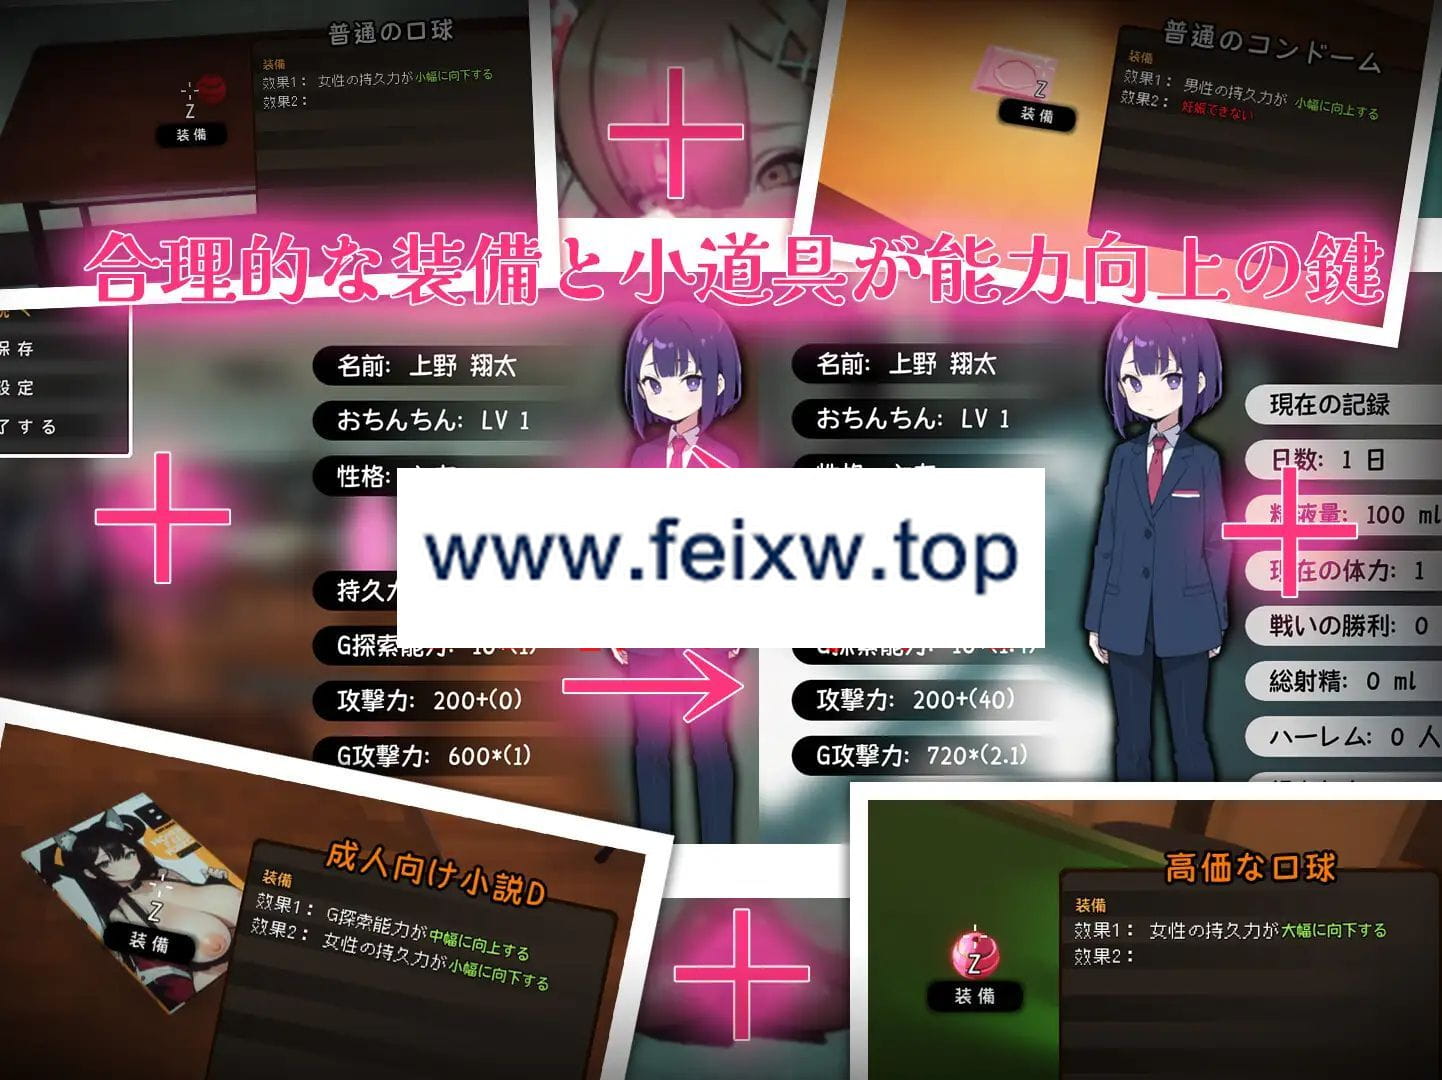 普通の口球
装備
効果1： 女性の持久力が小幅に向下する
効果2：
Z
装備
普通のコンドーム
装備
効果1： 男性の持久力が 小幅に向上する
効果2： 妊娠できない
Z
装備
合理的な装備と小道具が能力向上の鍵
保存
設定
了する
名前: 上野 翔太
おちんちん: LV 1
性格:
持久力
G探索能力:
攻撃力: 200+(0)
G攻撃力: 600*(1)
名前: 上野 翔太
おちんちん: LV 1
攻撃力: 200+(40)
G攻撃力: 720*(2.1)
現在の記録
日数: 1 日
精液量: 100 ml
現在の体力: 1
戦いの勝利: 0
総射精: 0 ml
ハーレム: 0 人
www.feixw.top
成人向け小説D
装備
効果1： G探索能力が中幅に向上する
効果2： 女性の持久力が小幅に向下する
Z
装備
高価な口球
装備
効果1： 女性の持久力が大幅に向下する
効果2：
Z
装備